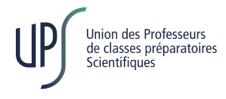 UPS
Union des Professeurs
de classes préparatoires
Scientifiques